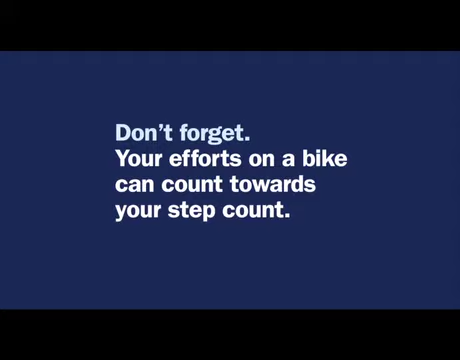 Don’t forget.
Your efforts on a bike
can count towards
your step count.